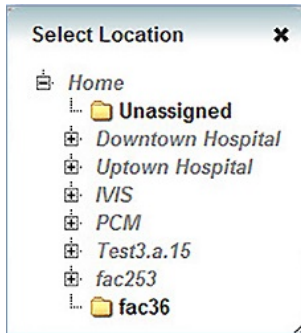 Select Location
Home
Unassigned
Downtown Hospital
Uptown Hospital
IVIS
PCM
Test3.a.15
fac253
fac36